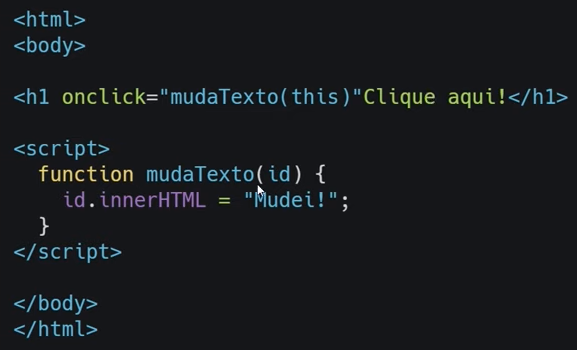 <html>
<body>
<h1 onclick="mudaTexto(this)"Clique aqui!</h1>
<script>
function mudaTexto(id) {
id.innerHTML = "Mudei!";
}
</script>
</body>
</html>